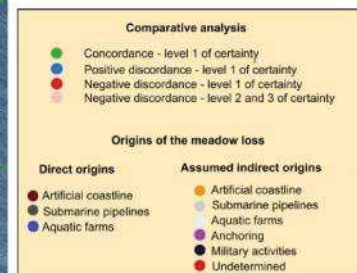 Comparative analysis
Concordance - level 1 of certainty
Positive discordance - level 1 of certainty
Negative discordance - level 1 of certainty
Negative discordance - level 2 and 3 of certainty
Origins of the meadow loss
Direct origins
Artificial coastline
Submarine pipelines
Aquatic farms
Assumed indirect origins
Artificial coastline
Submarine pipelines
Aquatic farms
Anchoring
Military activities
Undetermined